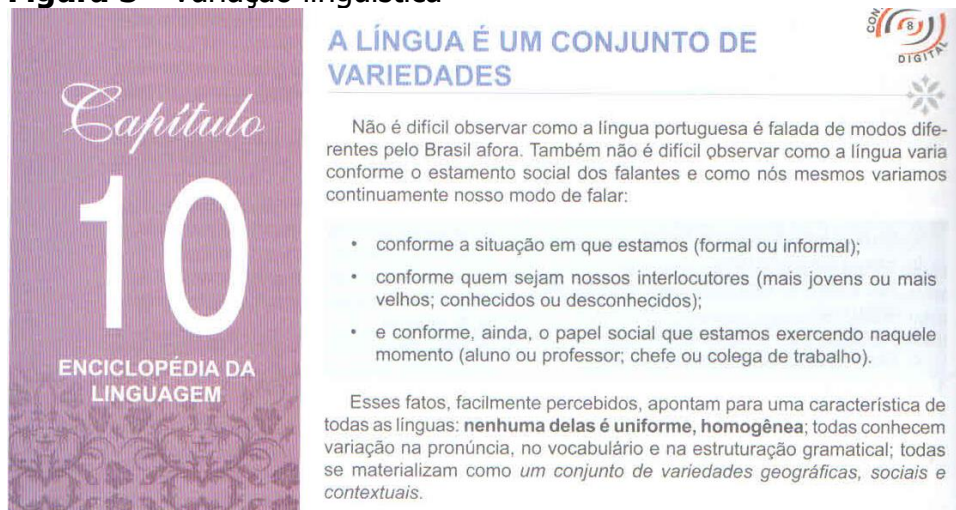 Capítulo
10
ENCICLOPÉDIA DA
LINGUAGEM
A LÍNGUA É UM CONJUNTO DE
VARIEDADES
8
DIGITAL
Não é difícil observar como a língua portuguesa é falada de modos dife-
rentes pelo Brasil afora. Também não é difícil observar como a língua varia
conforme o estamento social dos falantes e como nós mesmos variamos
continuamente nosso modo de falar:
• conforme a situação em que estamos (formal ou informal);
• conforme quem sejam nossos interlocutores (mais jovens ou mais
velhos; conhecidos ou desconhecidos);
• e conforme, ainda, o papel social que estamos exercendo naquele
momento (aluno ou professor; chefe ou colega de trabalho).
Esses fatos, facilmente percebidos, apontam para uma característica de
todas as línguas: nenhuma delas é uniforme, homogênea; todas conhecem
variação na pronúncia, no vocabulário e na estruturação gramatical; todas
se materializam como um conjunto de variedades geográficas, sociais e
contextuais.